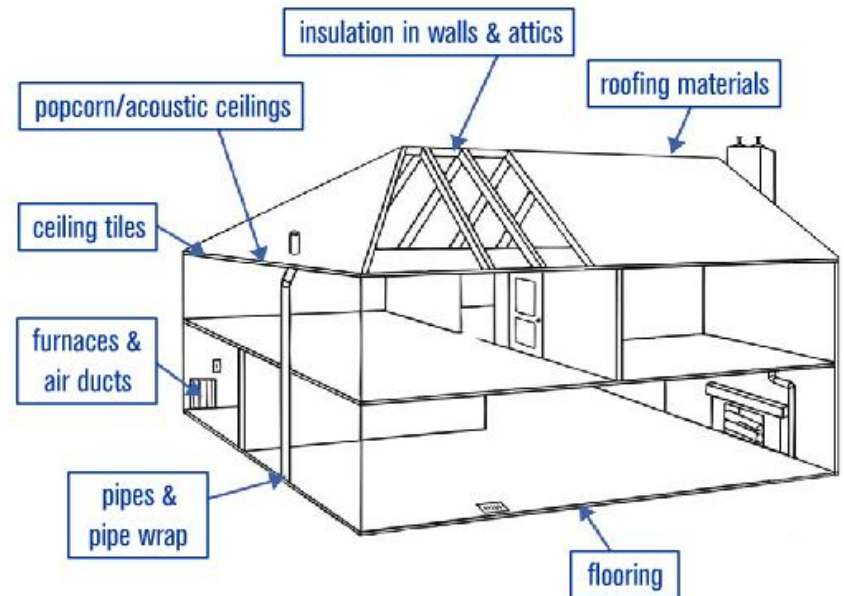 insulation in walls & attics
roofing materials
popcorn/acoustic ceilings
ceiling tiles
furnaces &
air ducts
pipes &
pipe wrap
flooring